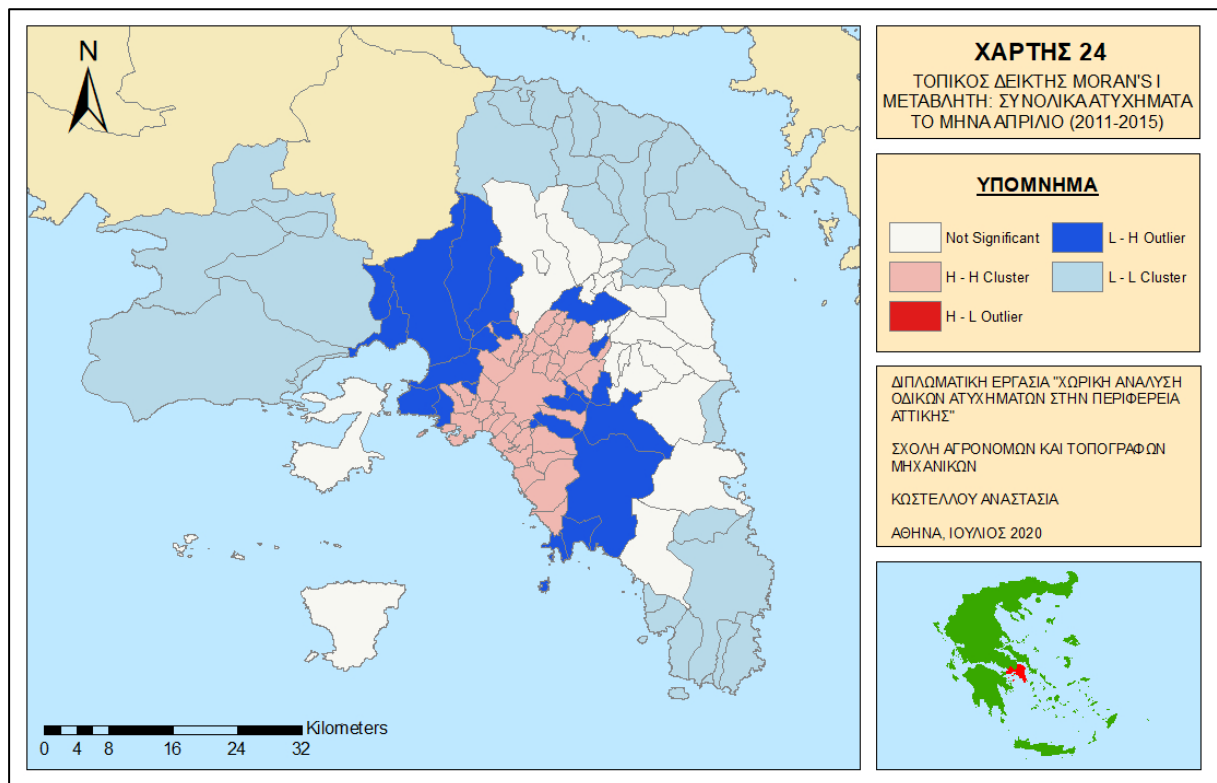 N
Kilometers
0 4 8 16 24 32
ΧΑΡΤΗΣ 24
ΤΟΠΙΚΟΣ ΔΕΙΚΤΗΣ MORAN'S I
ΜΕΤΑΒΛΗΤΗ: ΣΥΝΟΛΙΚΑ ΑΤΥΧΗΜΑΤΑ
ΤΟ ΜΗΝΑ ΑΠΡΙΛΙΟ (2011-2015)
ΥΠΟΜΝΗΜΑ
Not Significant
L - H Outlier
H - H Cluster
L - L Cluster
H - L Outlier
ΔΙΠΛΩΜΑΤΙΚΗ ΕΡΓΑΣΙΑ "ΧΩΡΙΚΗ ΑΝΑΛΥΣΗ
ΟΔΙΚΩΝ ΑΤΥΧΗΜΑΤΩΝ ΣΤΗΝ ΠΕΡΙΦΕΡΕΙΑ
ΑΤΤΙΚΗΣ"
ΣΧΟΛΗ ΑΓΡΟΝΟΜΩΝ ΚΑΙ ΤΟΠΟΓΡΑΦΩΝ
ΜΗΧΑΝΙΚΩΝ
ΚΩΣΤΕΛΛΟΥ ΑΝΑΣΤΑΣΙΑ
ΑΘΗΝΑ, ΙΟΥΛΙΟΣ 2020